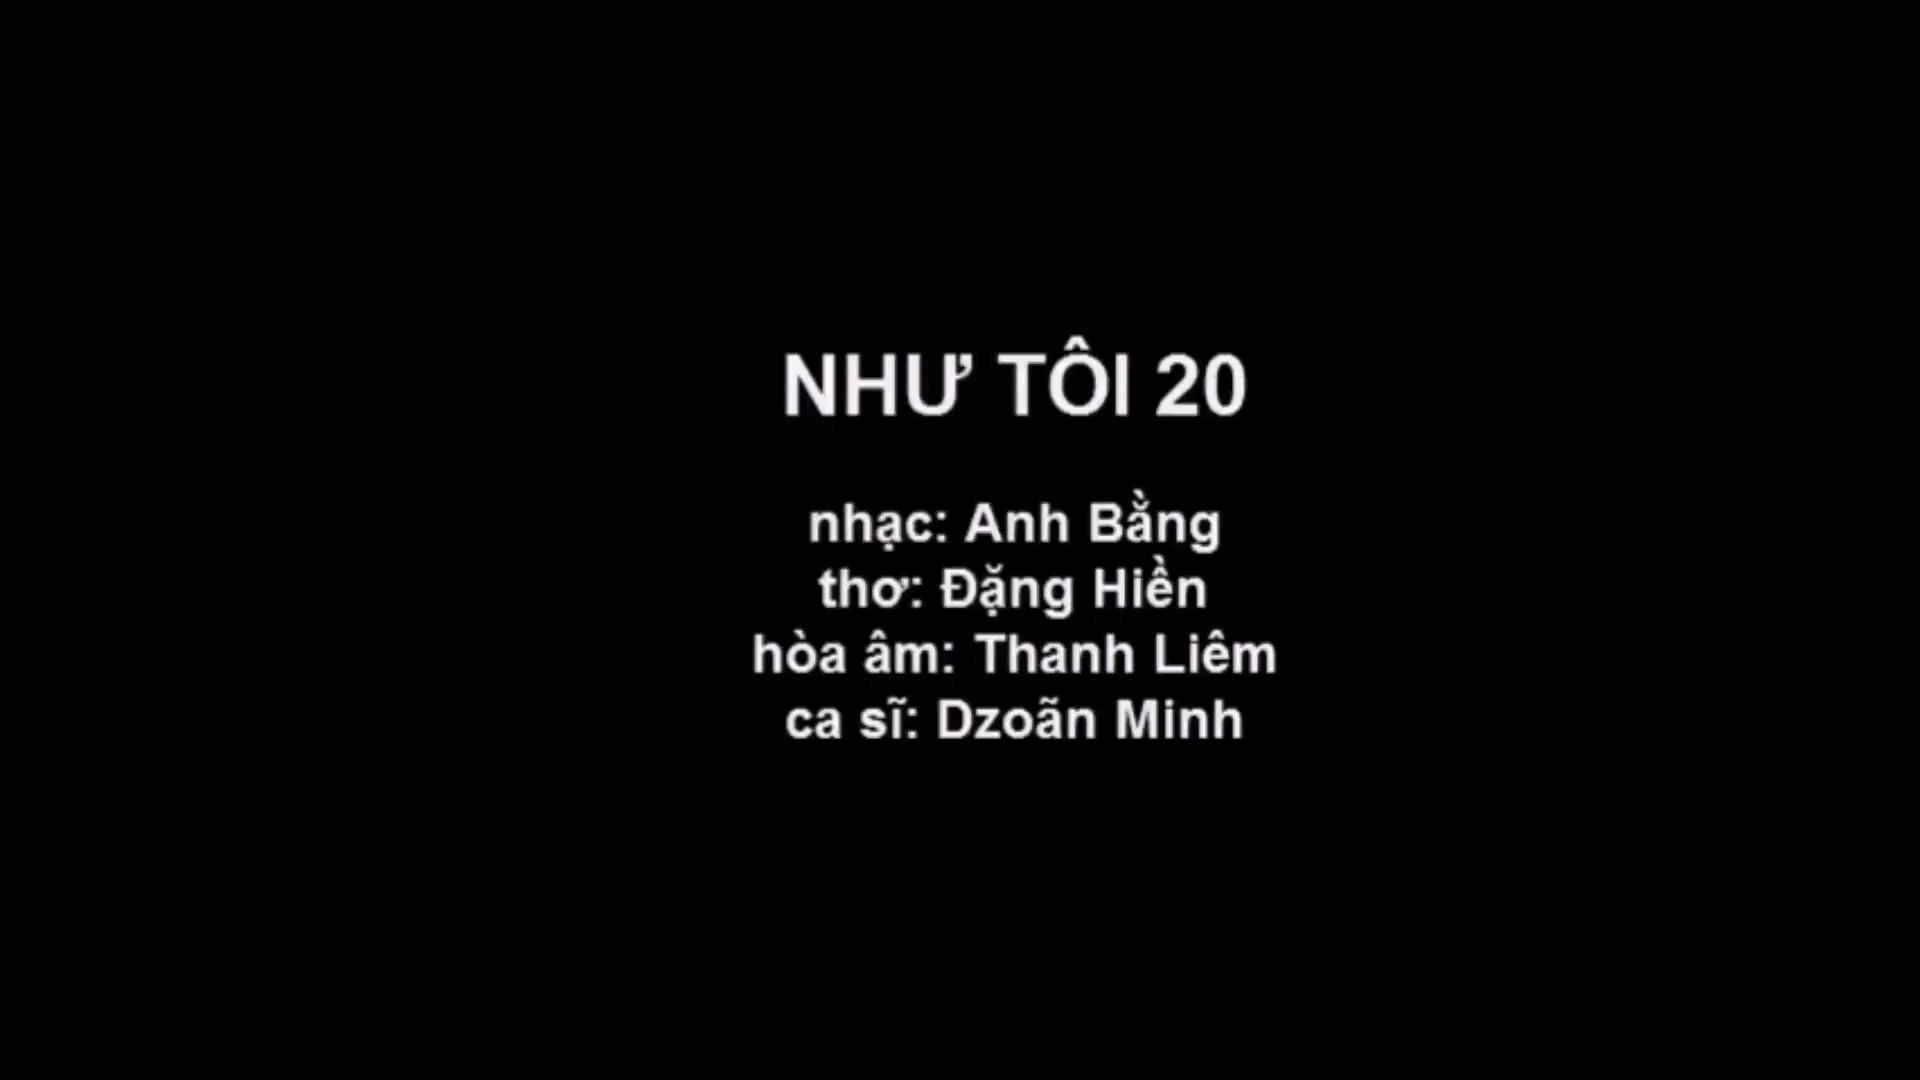 NHƯ TÔI 20
nhạc: Anh Bằng
thơ: Đặng Hiền
hòa âm: Thanh Liêm
ca sĩ: Dzoãn Minh